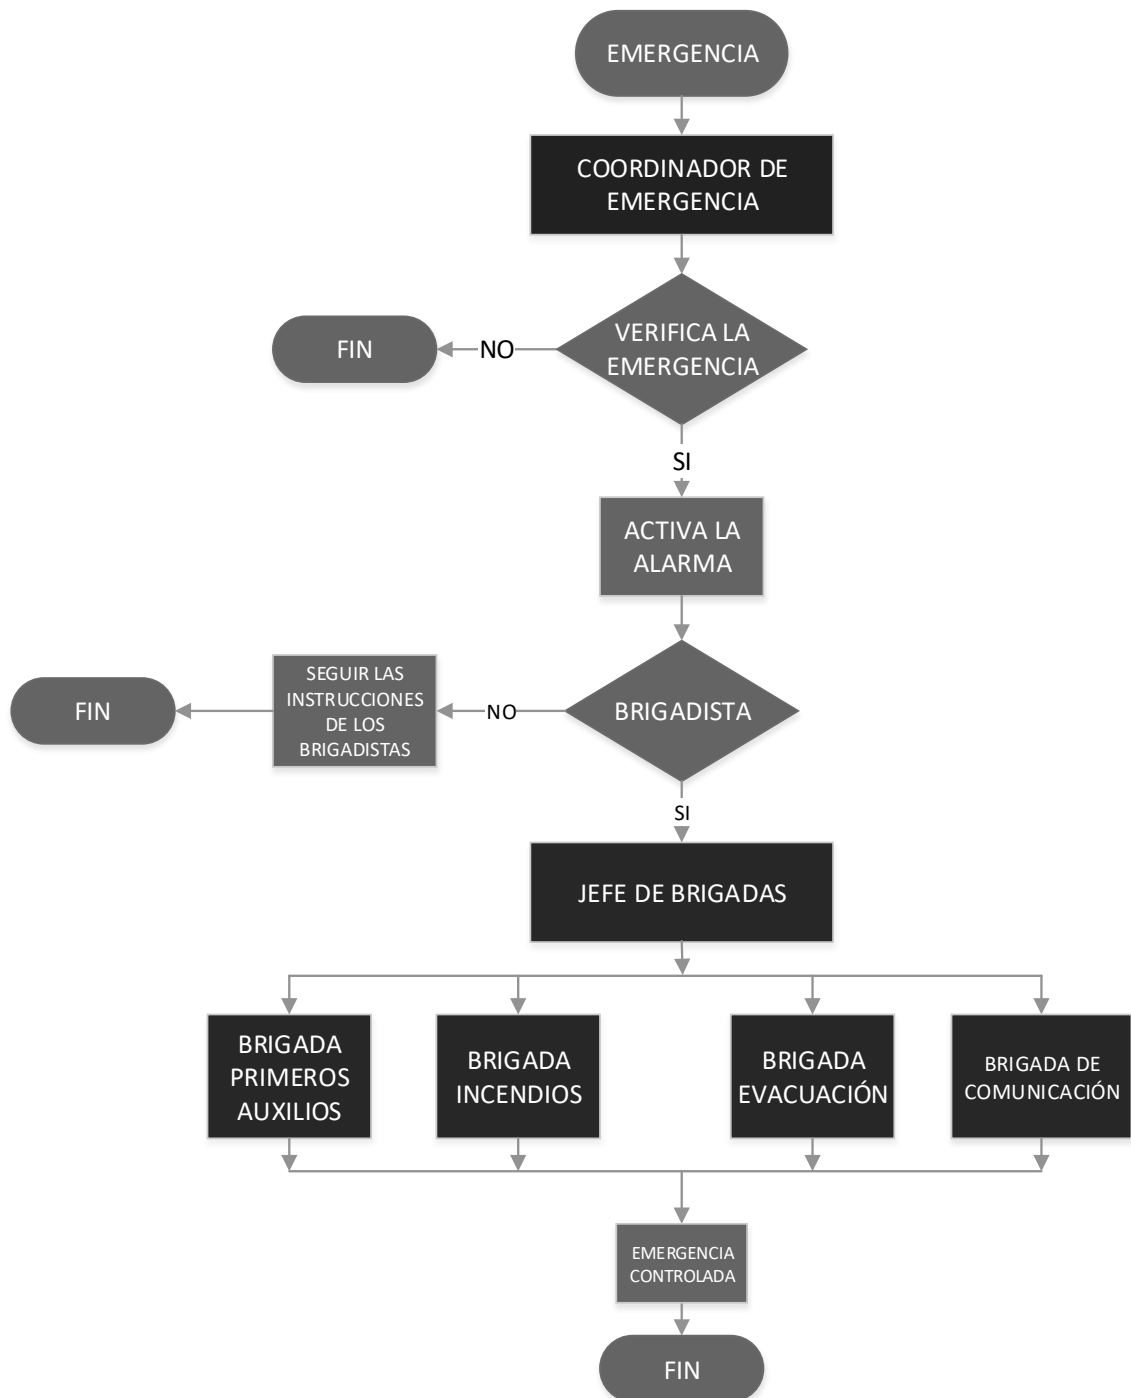 EMERGENCIA
COORDINADOR DE
EMERGENCIA
VERIFICA LA
EMERGENCIA
NO
FIN
SI
ACTIVA LA
ALARMA
BRIGADISTA
NO
SEGUIR LAS
INSTRUCCIONES
DE LOS
BRIGADISTAS
FIN
SI
JEFE DE BRIGADAS
BRIGADA
PRIMEROS
AUXILIOS
BRIGADA
INCENDIOS
BRIGADA
EVACUACIÓN
BRIGADA DE
COMUNICACIÓN
EMERGENCIA
CONTROLADA
FIN